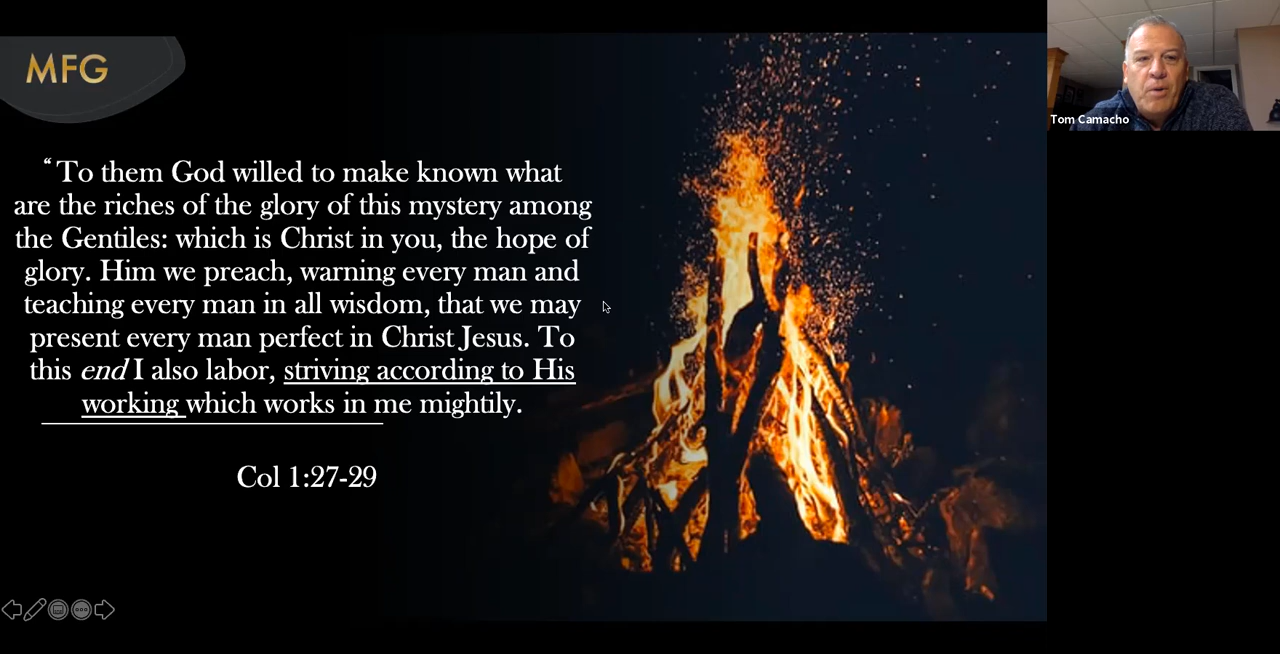 MFG
“To them God willed to make known what
are the riches of the glory of this mystery among
the Gentiles: which is Christ in you, the hope of
glory. Him we preach, warning every man and
teaching every man in all wisdom, that we may
present every man perfect in Christ Jesus. To
this end I also labor, striving according to His
working which works in me mightily.
Col 1:27-29
Tom Camacho